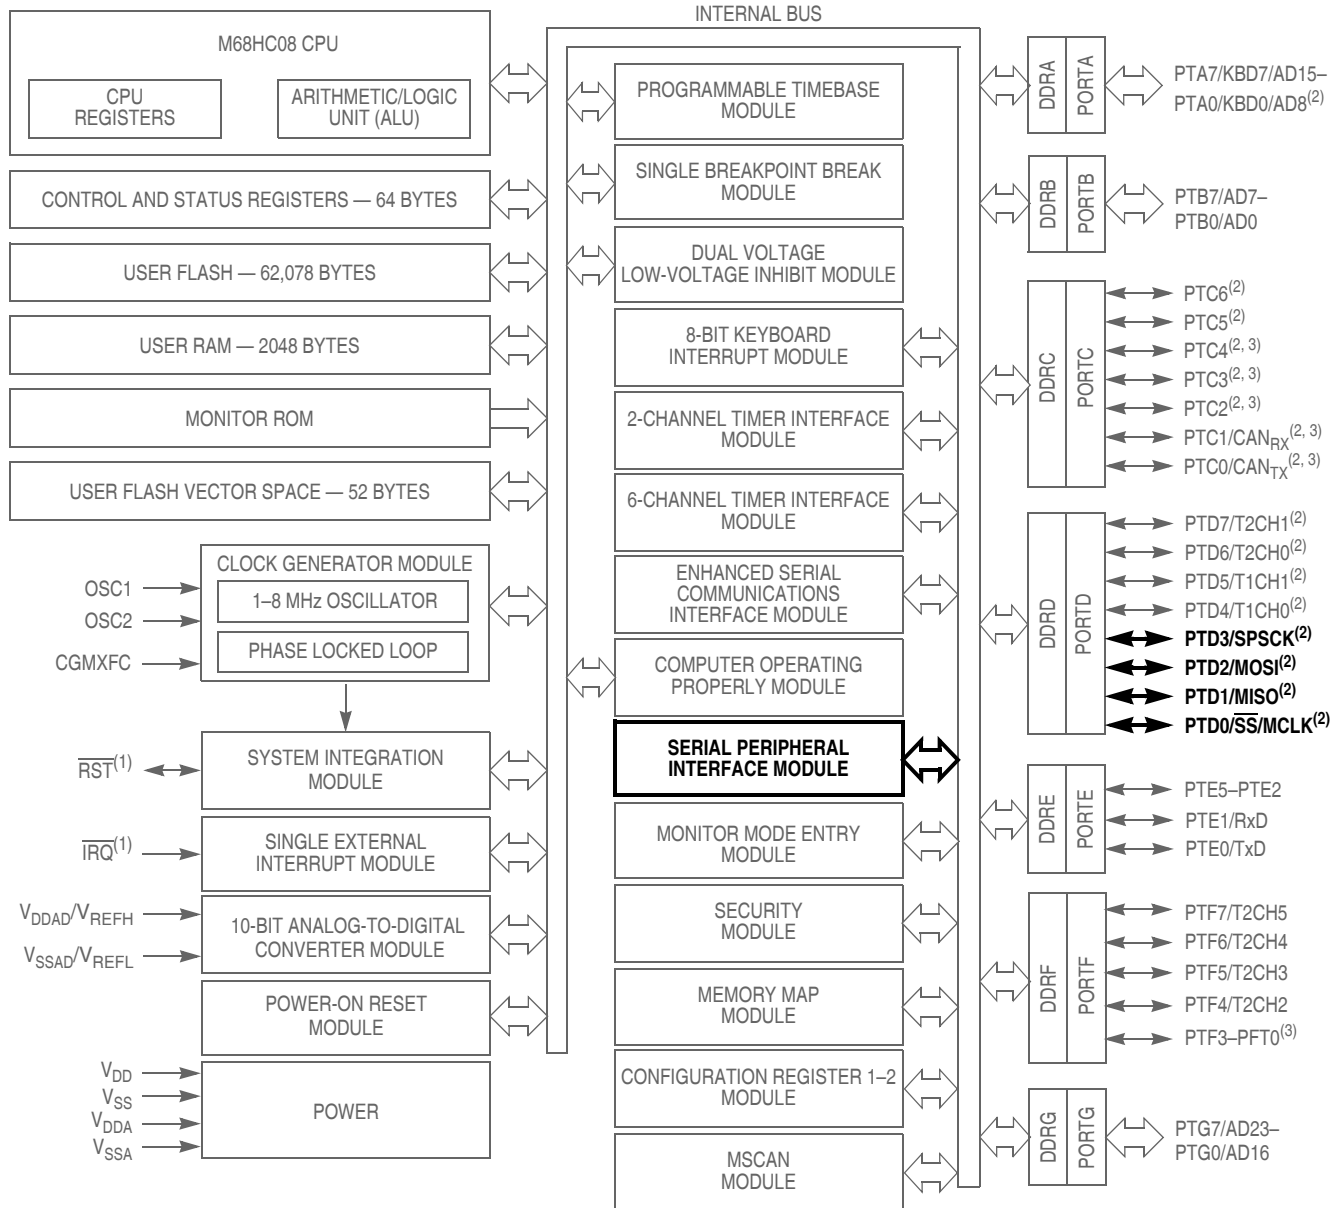 INTERNAL BUS
M68HC08 CPU
CPU
REGISTERS
ARITHMETIC/LOGIC
UNIT (ALU)
CONTROL AND STATUS REGISTERS — 64 BYTES
USER FLASH — 62,078 BYTES
USER RAM — 2048 BYTES
MONITOR ROM
USER FLASH VECTOR SPACE — 52 BYTES
CLOCK GENERATOR MODULE
1–8 MHz OSCILLATOR
PHASE LOCKED LOOP
OSC1
OSC2
CGMXFC
SYSTEM INTEGRATION
MODULE
RST(1)
SINGLE EXTERNAL
INTERRUPT MODULE
IRQ(1)
10-BIT ANALOG-TO-DIGITAL
CONVERTER MODULE
VDDAD/VREFH
VSSAD/VREFL
POWER-ON RESET
MODULE
POWER
VDD
VSS
VDDA
VSSA
PROGRAMMABLE TIMEBASE
MODULE
SINGLE BREAKPOINT BREAK
MODULE
DUAL VOLTAGE
LOW-VOLTAGE INHIBIT MODULE
8-BIT KEYBOARD
INTERRUPT MODULE
2-CHANNEL TIMER INTERFACE
MODULE
6-CHANNEL TIMER INTERFACE
MODULE
ENHANCED SERIAL
COMMUNICATIONS
INTERFACE MODULE
COMPUTER OPERATING
PROPERLY MODULE
SERIAL PERIPHERAL
INTERFACE MODULE
MONITOR MODE ENTRY
MODULE
SECURITY
MODULE
MEMORY MAP
MODULE
CONFIGURATION REGISTER 1–2
MODULE
MSCAN
MODULE
DDRA
PORTA
PTA7/KBD7/AD15–
PTA0/KBD0/AD8(2)
DDRB
PORTB
PTB7/AD7–
PTB0/AD0
DDRC
PORTC
PTC6(2)
PTC5(2)
PTC4(2, 3)
PTC3(2, 3)
PTC2(2, 3)
PTC1/CANRX(2, 3)
PTC0/CANTX(2, 3)
DDRD
PORTD
PTD7/T2CH1(2)
PTD6/T2CH0(2)
PTD5/T1CH1(2)
PTD4/T1CH0(2)
PTD3/SPSCK(2)
PTD2/MOSI(2)
PTD1/MISO(2)
PTD0/SS/MCLK(2)
DDRE
PORTE
PTE5–PTE2
PTE1/RxD
PTE0/TxD
DDRF
PORTF
PTF7/T2CH5
PTF6/T2CH4
PTF5/T2CH3
PTF4/T2CH2
PTF3–PFT0(3)
DDRG
PORTG
PTG7/AD23–
PTG0/AD16